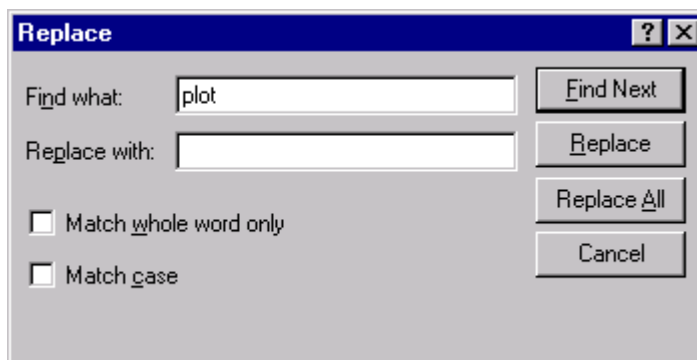 Replace
Find what: plot
Find Next
Replace with:
Replace
Match whole word only
Replace All
Match case
Cancel